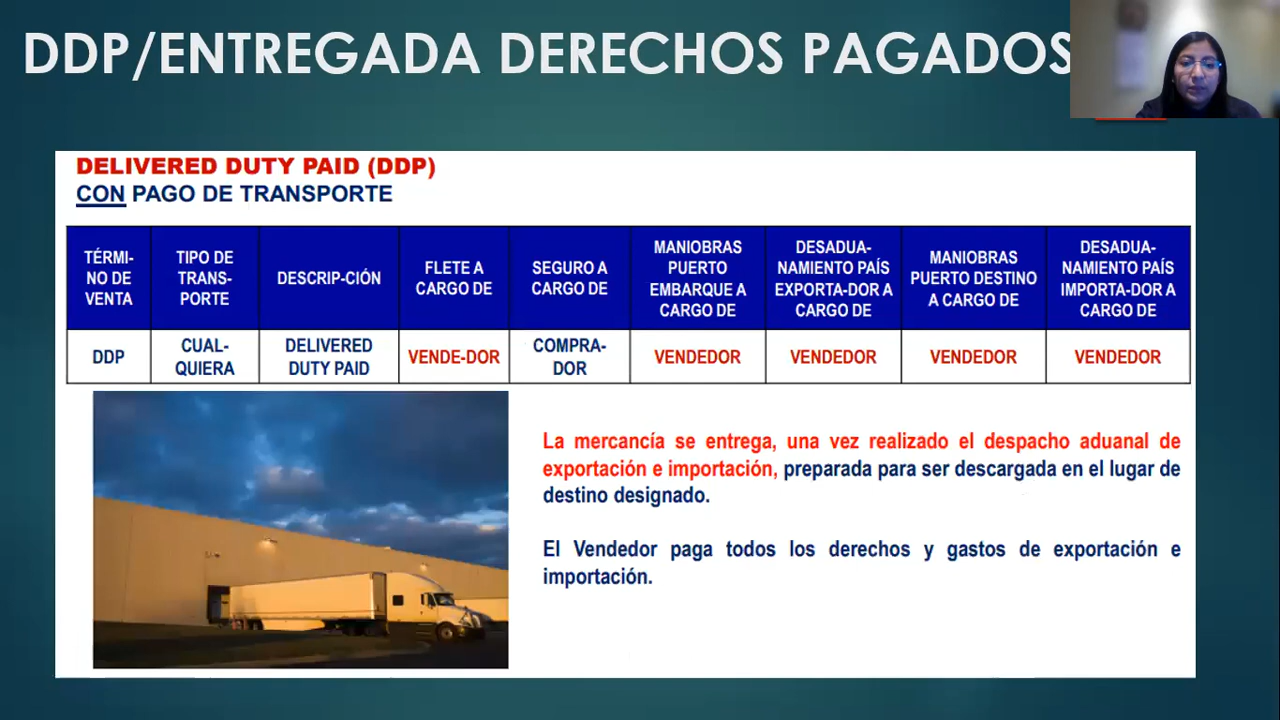 DDP/ENTREGADA DERECHOS PAGADOS
DELIVERED DUTY PAID (DDP)
CON PAGO DE TRANSPORTE
TÉRMI-
NO DE
VENTA
TIPO DE
TRANS-
PORTE
DESCRIP-CIÓN
FLETE A
CARGO DE
SEGURO A
CARGO DE
MANIOBRAS
PUERTO
EMBARQUE A
CARGO DE
DESADUA-
NAMIENTO PAÍS
EXPORTA-DOR A
CARGO DE
MANIOBRAS
PUERTO DESTINO
A CARGO DE
DESADUA-
NAMIENTO PAÍS
IMPORTA-DOR A
CARGO DE
DDP
CUAL-
QUIERA
DELIVERED
DUTY PAID
VENDE-DOR
COMPRA-
DOR
VENDEDOR
VENDEDOR
VENDEDOR
VENDEDOR
La mercancía se entrega, una vez realizado el despacho aduanal de
exportación e importación, preparada para ser descargada en el lugar de
destino designado.
El Vendedor paga todos los derechos y gastos de exportación e
importación.